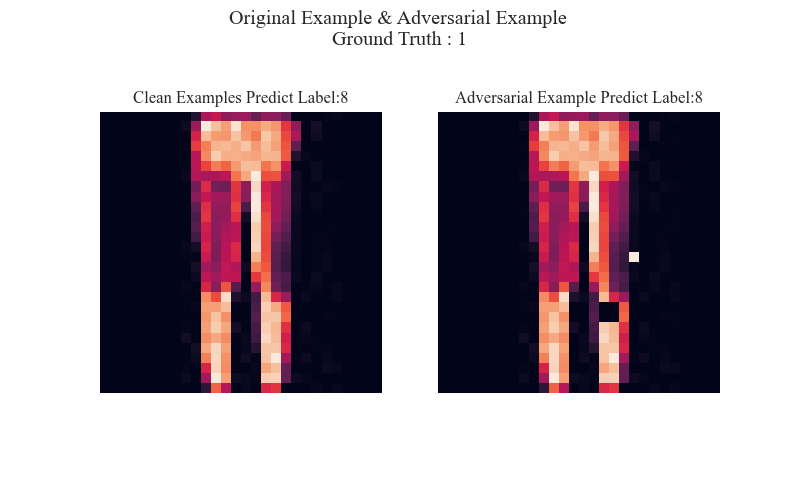 Original Example & Adversarial Example
Ground Truth : 1
Clean Examples Predict Label:8
Adversarial Example Predict Label:8